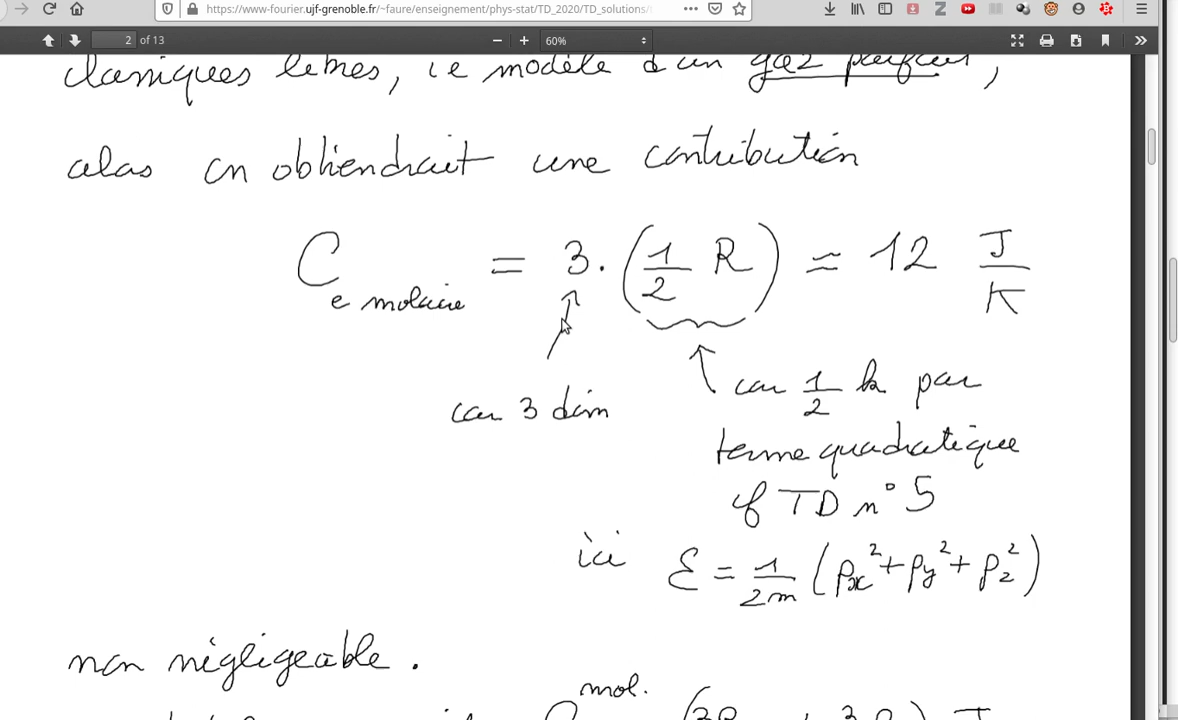 https://www-fourier.ujf-grenoble.fr/~faure/enseignement/phys-stat/TD_2020/TD_solutions/
2 of 13
60%
classiques libres, ie modèle d'un gaz parfait,
alors on obtiendrait une contribution
C e molaire = 3. (1/2 R) ≈ 12 J/K
car 3 dim
car 1/2 k par
terme quadratique
cf TD n° 5
ici ε = 1/2m (px² + py² + pz²)
non négligeable.
mol.